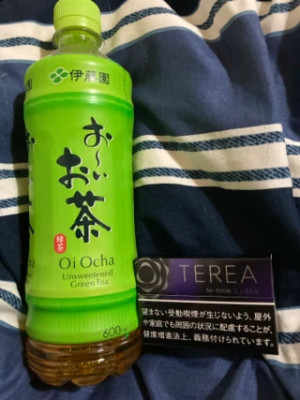 伊藤園
お〜いお茶
緑茶
Oi Ocha
Unsweetened
Green Tea
600
TEREA
for IQOS ILUMA
望まない受動喫煙が生じないよう、屋外
や家庭でも周囲の状況に配慮することが、
健康増進法上、義務付けられています。